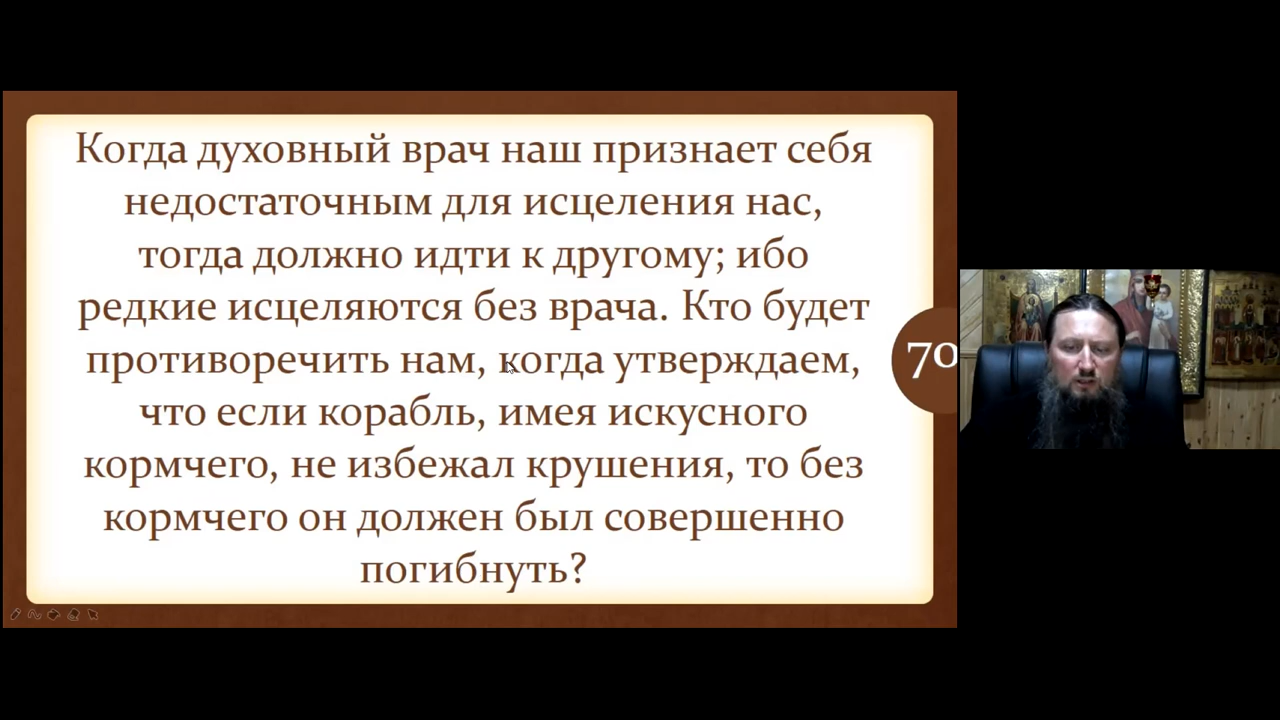 Когда духовный врач наш признает себя
недостаточным для исцеления нас,
тогда должно идти к другому; ибо
редкие исцеляются без врача. Кто будет
противоречить нам, когда утверждаем,
что если корабль, имея искусного
кормчего, не избежал крушения, то без
кормчего он должен был совершенно
погибнуть?
70